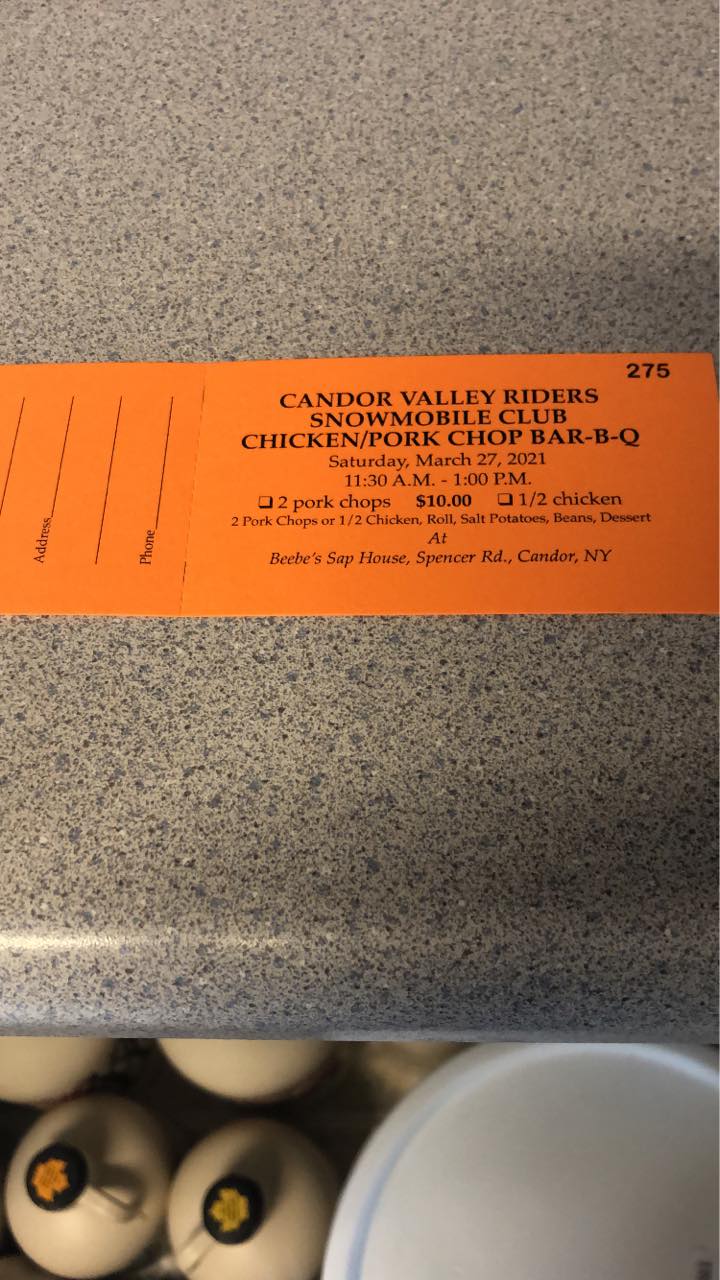 275
CANDOR VALLEY RIDERS
SNOWMOBILE CLUB
CHICKEN/PORK CHOP BAR-B-Q
Saturday, March 27, 2021
11:30 A.M. - 1:00 P.M.
❑ 2 pork chops $10.00 ❑ 1/2 chicken
2 Pork Chops or 1/2 Chicken, Roll, Salt Potatoes, Beans, Dessert
At
Beebe's Sap House, Spencer Rd., Candor, NY
Address
Phone